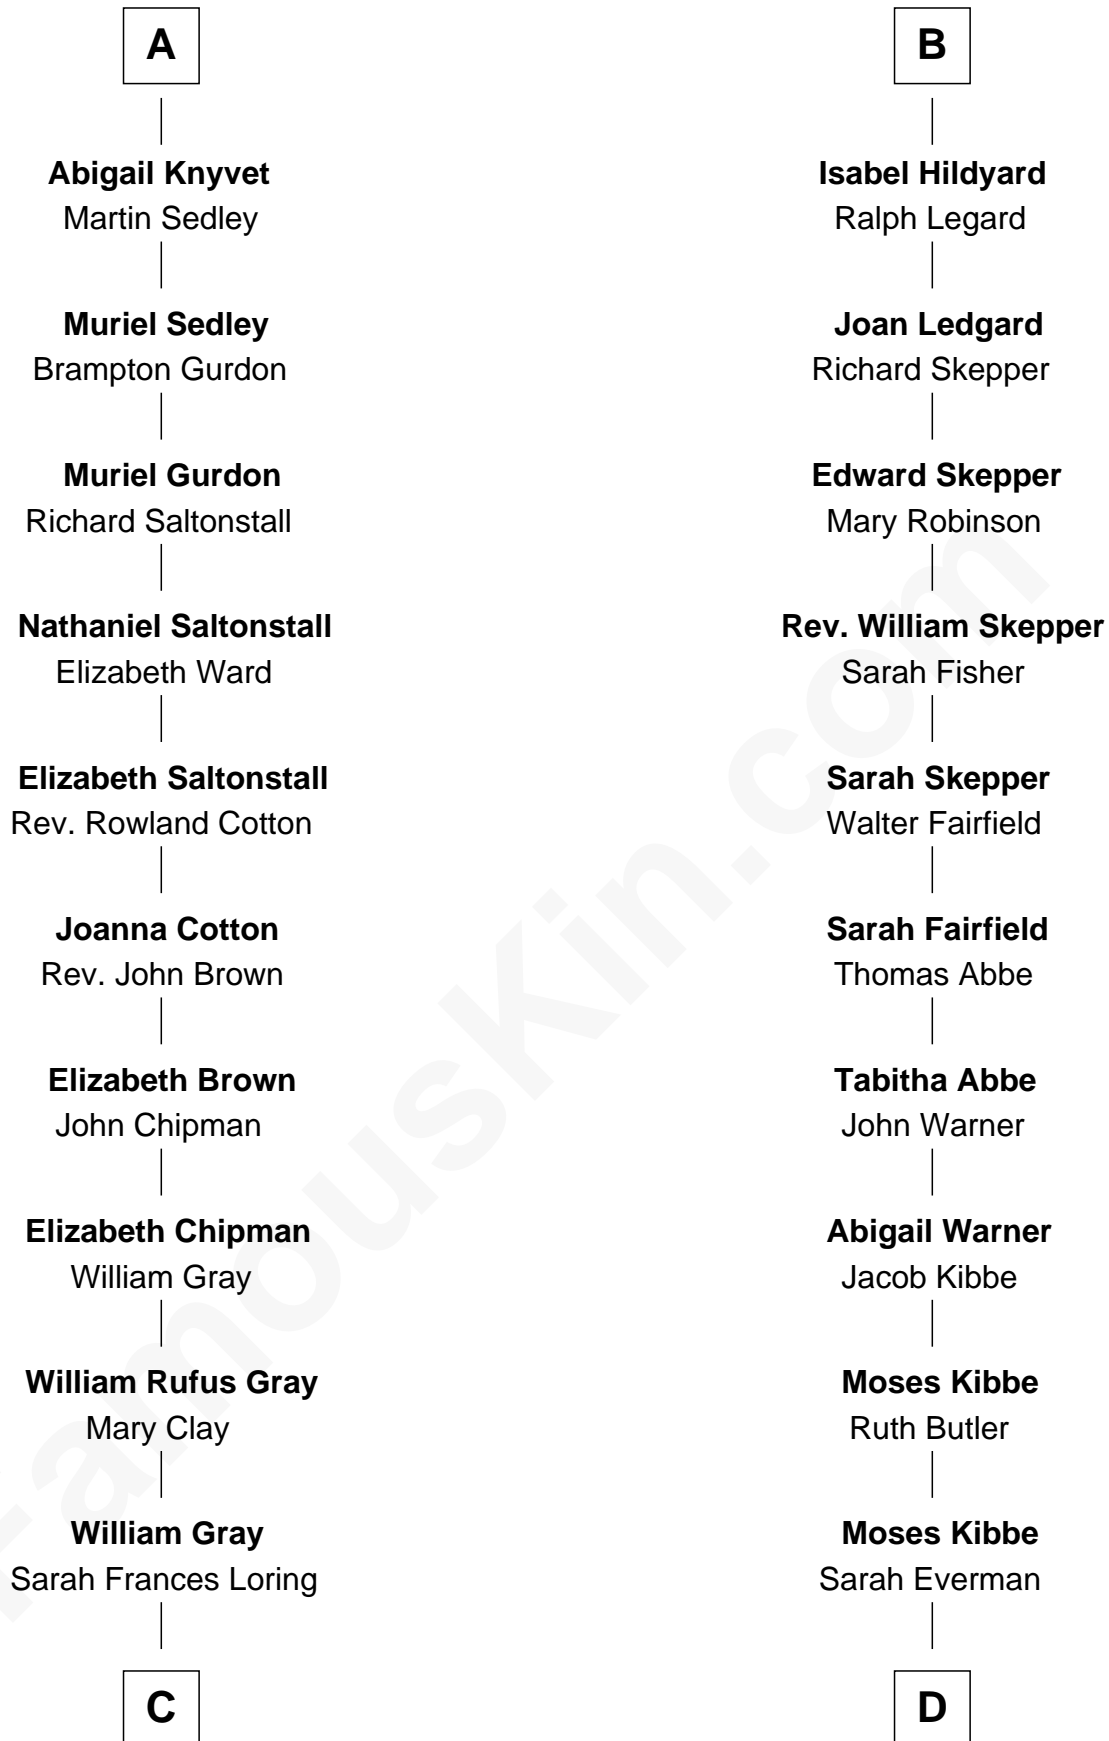 A
Abigail Knyvet
Martin Sedley
Muriel Sedley
Brampton Gurdon
Muriel Gurdon
Richard Saltonstall
Nathaniel Saltonstall
Elizabeth Ward
Elizabeth Saltonstall
Rev. Rowland Cotton
Joanna Cotton
Rev. John Brown
Elizabeth Brown
John Chipman
Elizabeth Chipman
William Gray
William Rufus Gray
Mary Clay
William Gray
Sarah Frances Loring
C
B
Isabel Hildyard
Ralph Legard
Joan Ledgard
Richard Skepper
Edward Skepper
Mary Robinson
Rev. William Skepper
Sarah Fisher
Sarah Skepper
Walter Fairfield
Sarah Fairfield
Thomas Abbe
Tabitha Abbe
John Warner
Abigail Warner
Jacob Kibbe
Moses Kibbe
Ruth Butler
Moses Kibbe
Sarah Everman
D
FamousKin.com